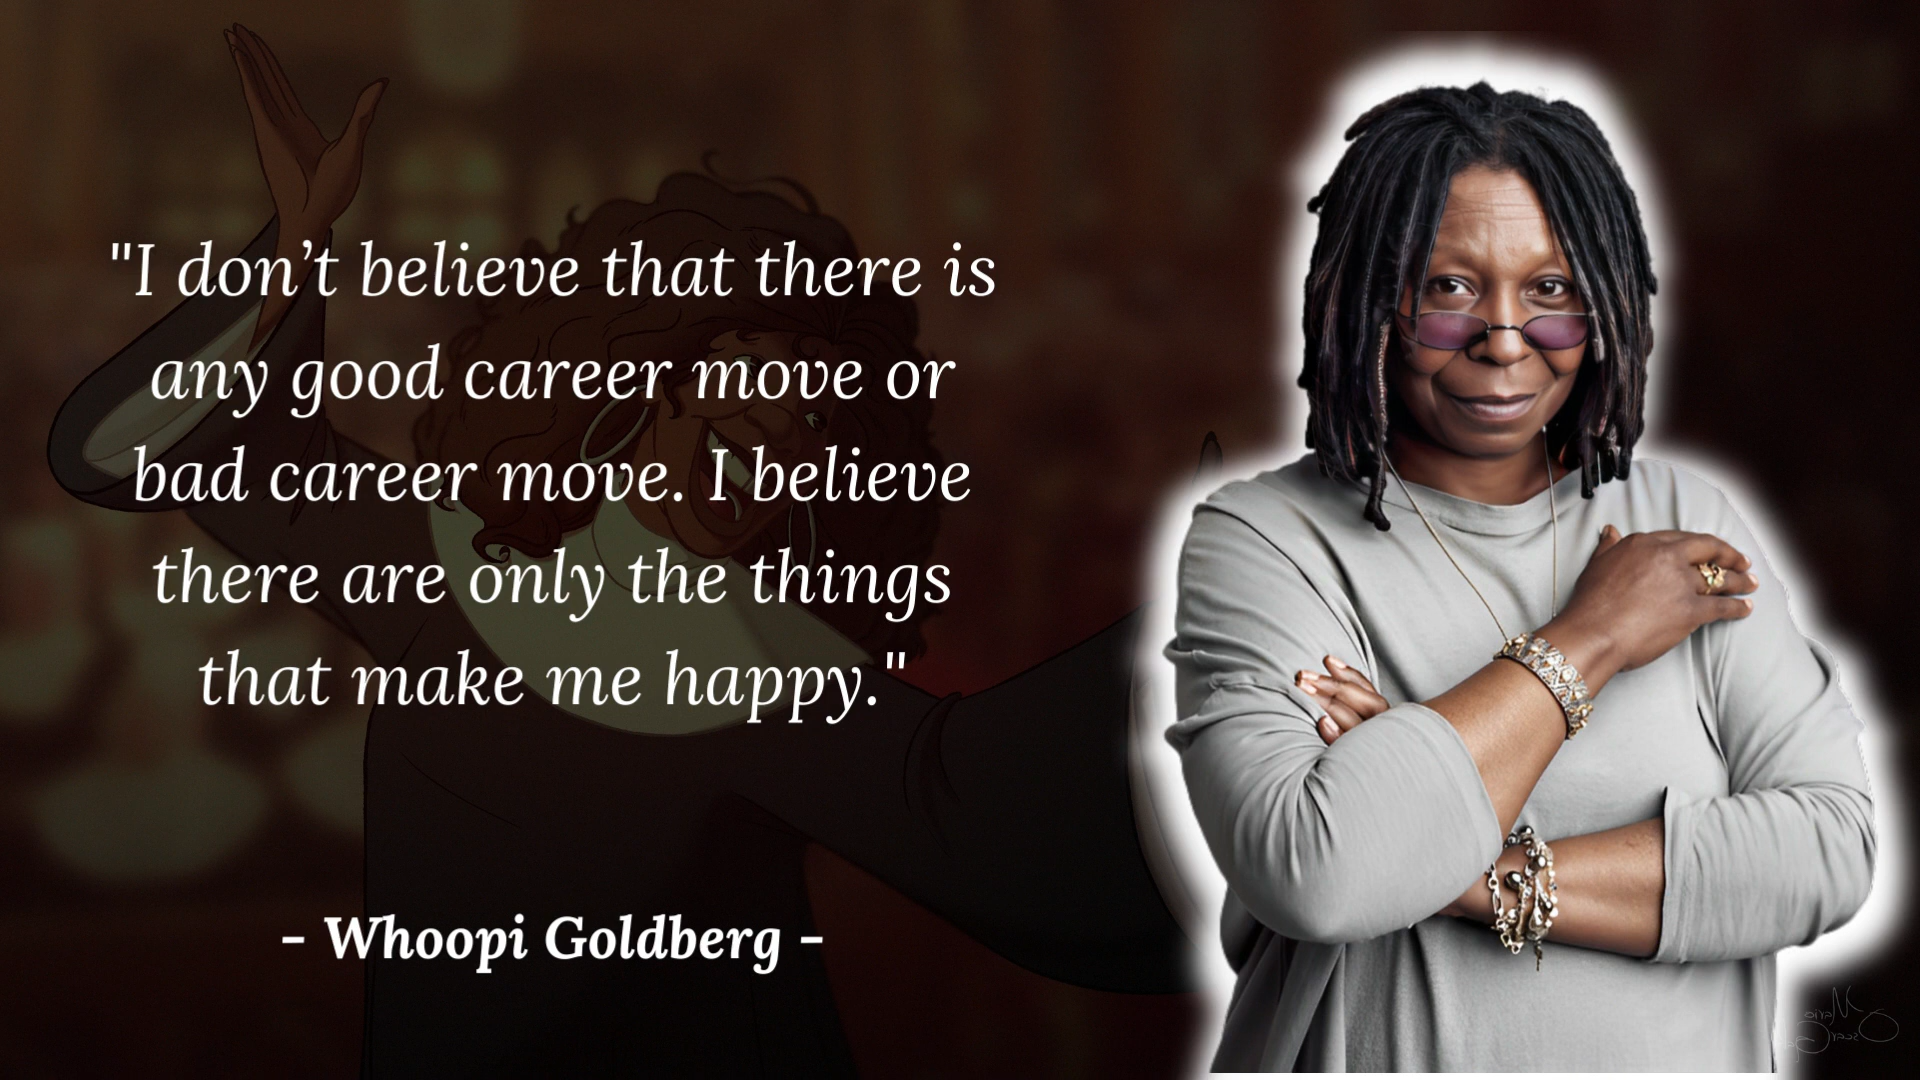 "I don’t believe that there is
any good career move or
bad career move. I believe
there are only the things
that make me happy."
- Whoopi Goldberg -